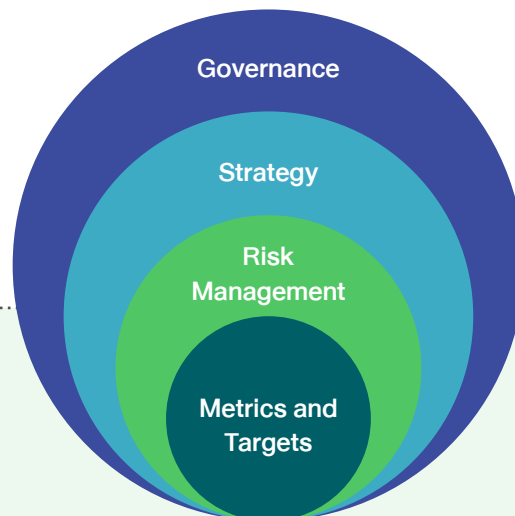 Governance
Strategy
Risk
Management
Metrics and
Targets